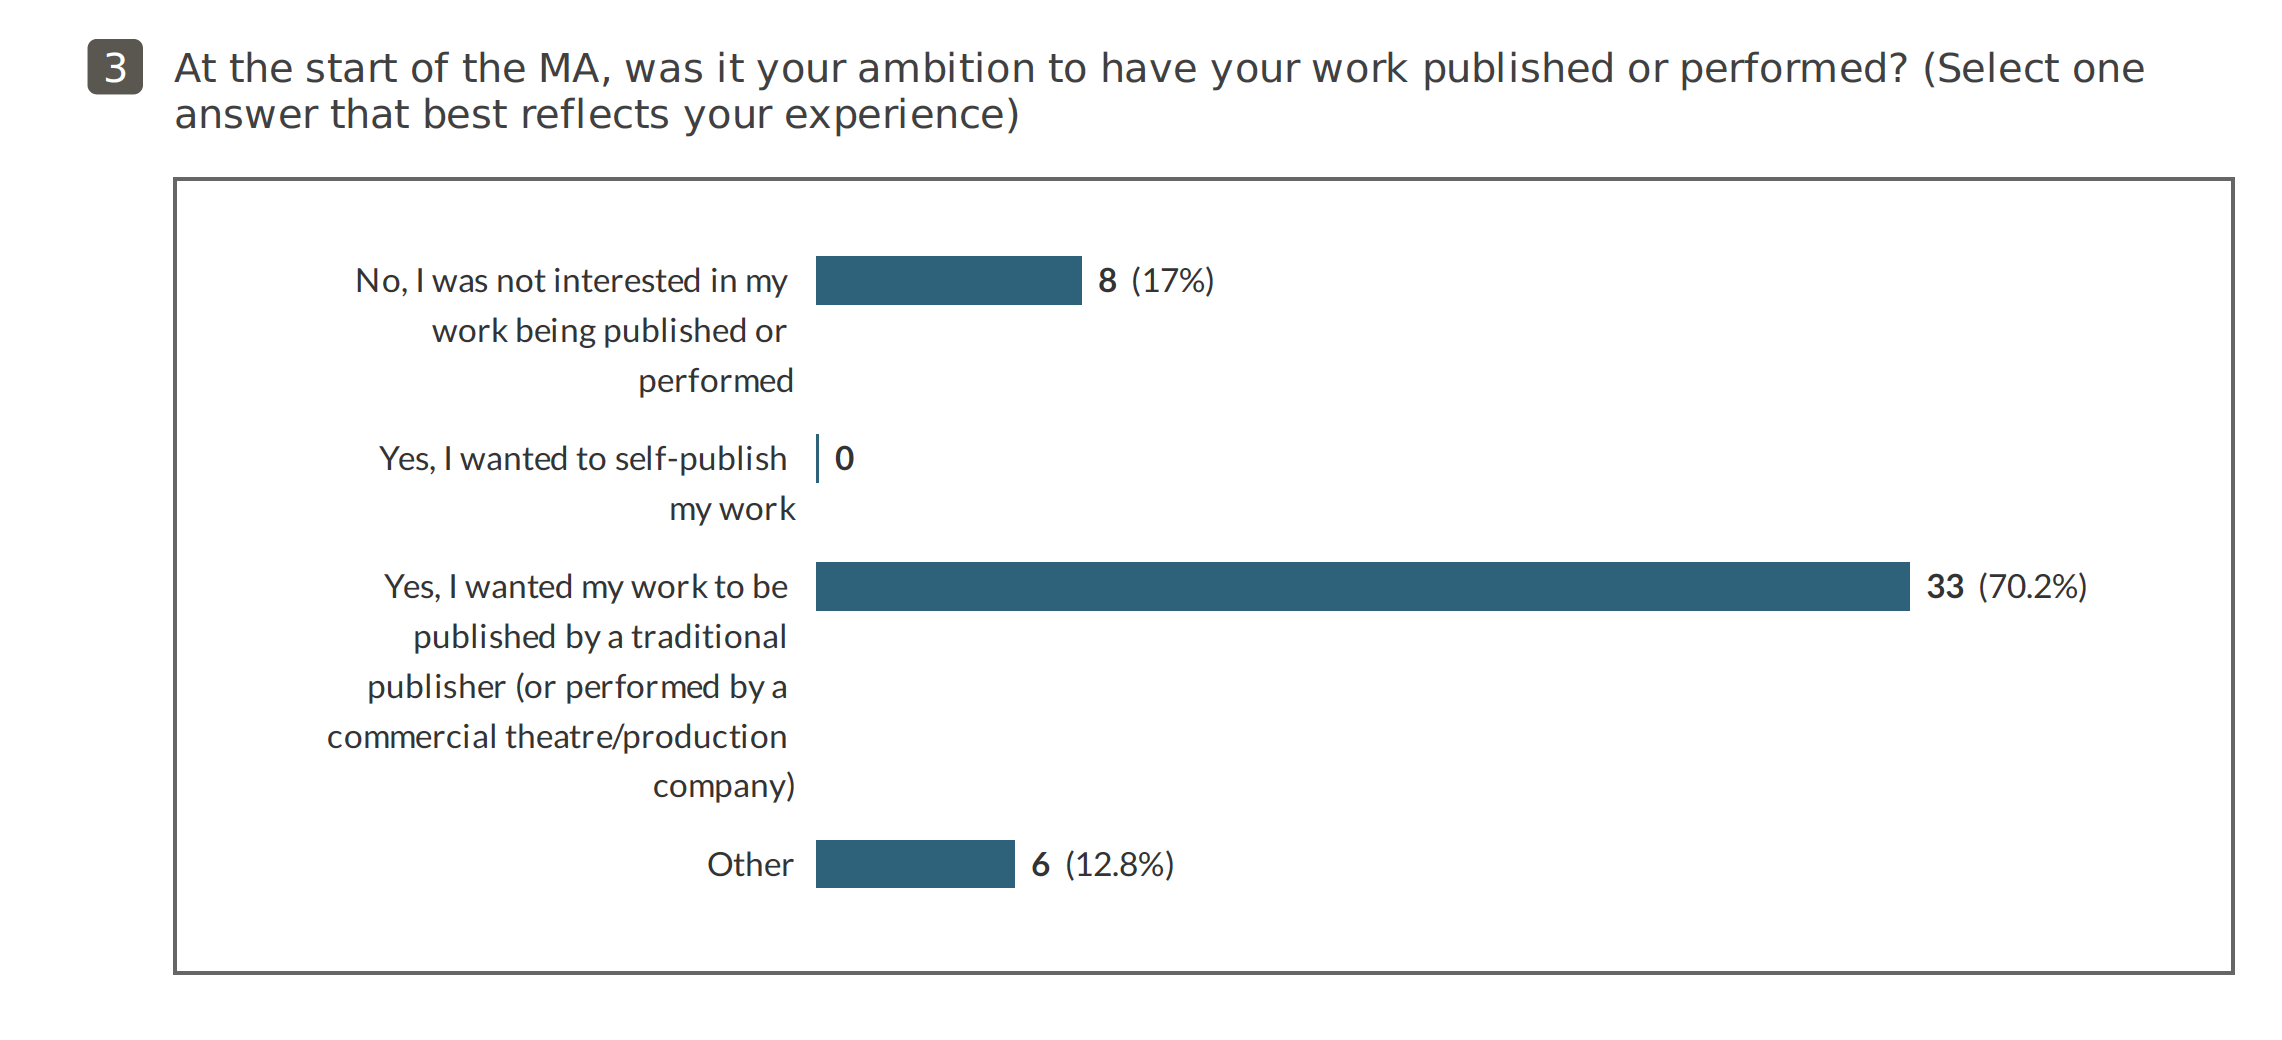 3
At the start of the MA, was it your ambition to have your work published or performed? (Select one
answer that best reflects your experience)
No, I was not interested in my
work being published or
performed
8 (17%)
Yes, I wanted to self-publish
my work
0
Yes, I wanted my work to be
published by a traditional
publisher (or performed by a
commercial theatre/production
company)
33 (70.2%)
Other
6 (12.8%)